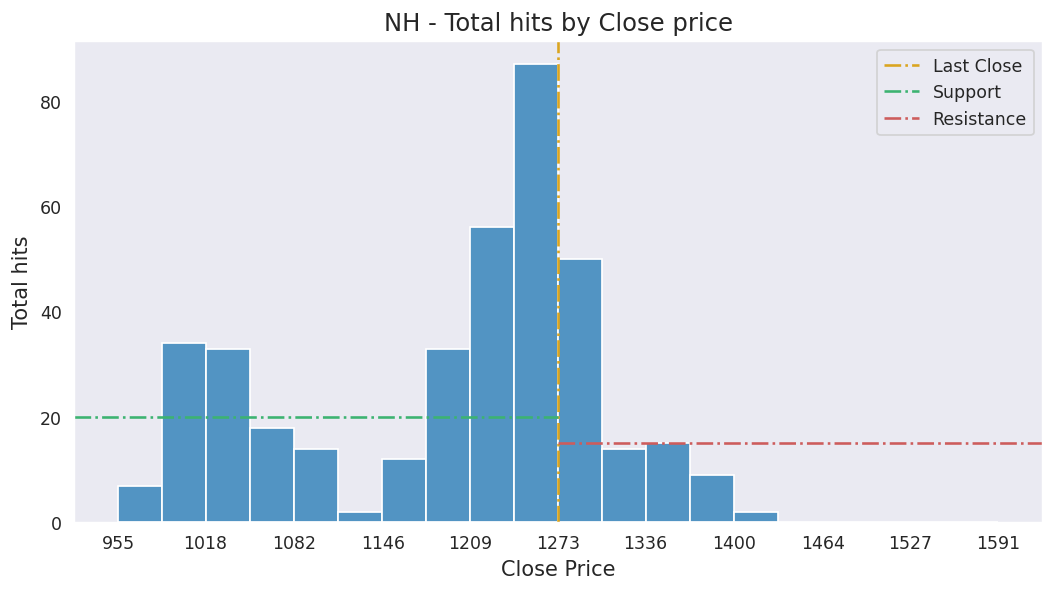 NH - Total hits by Close price
Last Close
Support
Resistance
Total hits
80
60
40
20
0
955 1018 1082 1146 1209 1273 1336 1400 1464 1527 1591
Close Price